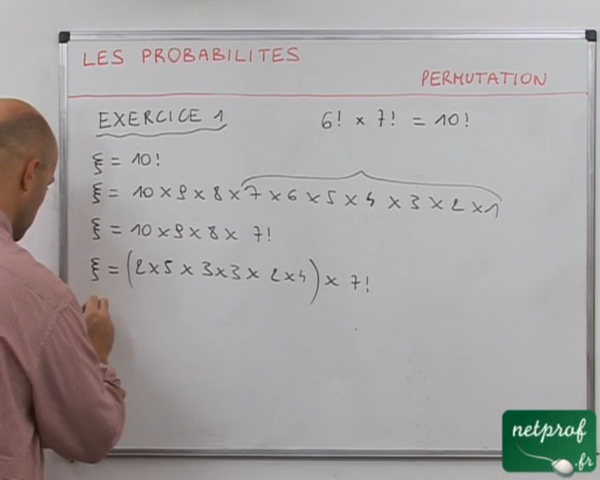 LES PROBABILITES
PERMUTATION
EXERCICE 1
6! × 7! = 10!
ξ = 10!
ξ = 10 × 9 × 8 × 7 × 6 × 5 × 4 × 3 × 2 × 1
ξ = 10 × 9 × 8 × 7!
ξ = (2 × 5 × 3 × 3 × 2 × 4) × 7!
netprof
.fr